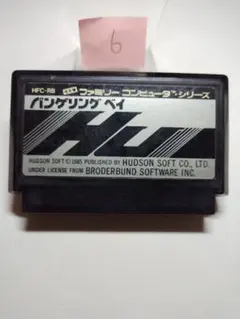 6
HFC-RB ファミリー コンピュータ・シリーズ
バンゲリング ベイ
HU
HUDSON SOFT © 1985 PUBLISHED BY HUDSON SOFT CO., LTD.
UNDER LICENSE FROM BRODERBUND SOFTWARE INC.